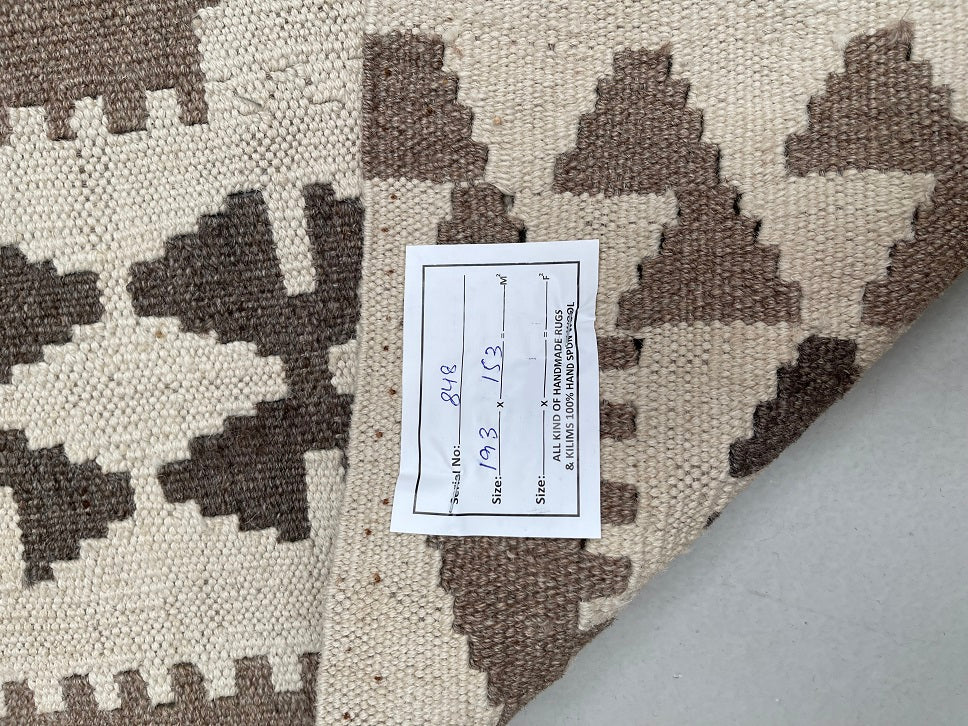 Serial No: 848
Size: 193 x 153 = M²
Size: x = F²
ALL KIND OF HANDMADE RUGS
& KILIMS 100% HAND SPUN WOOL